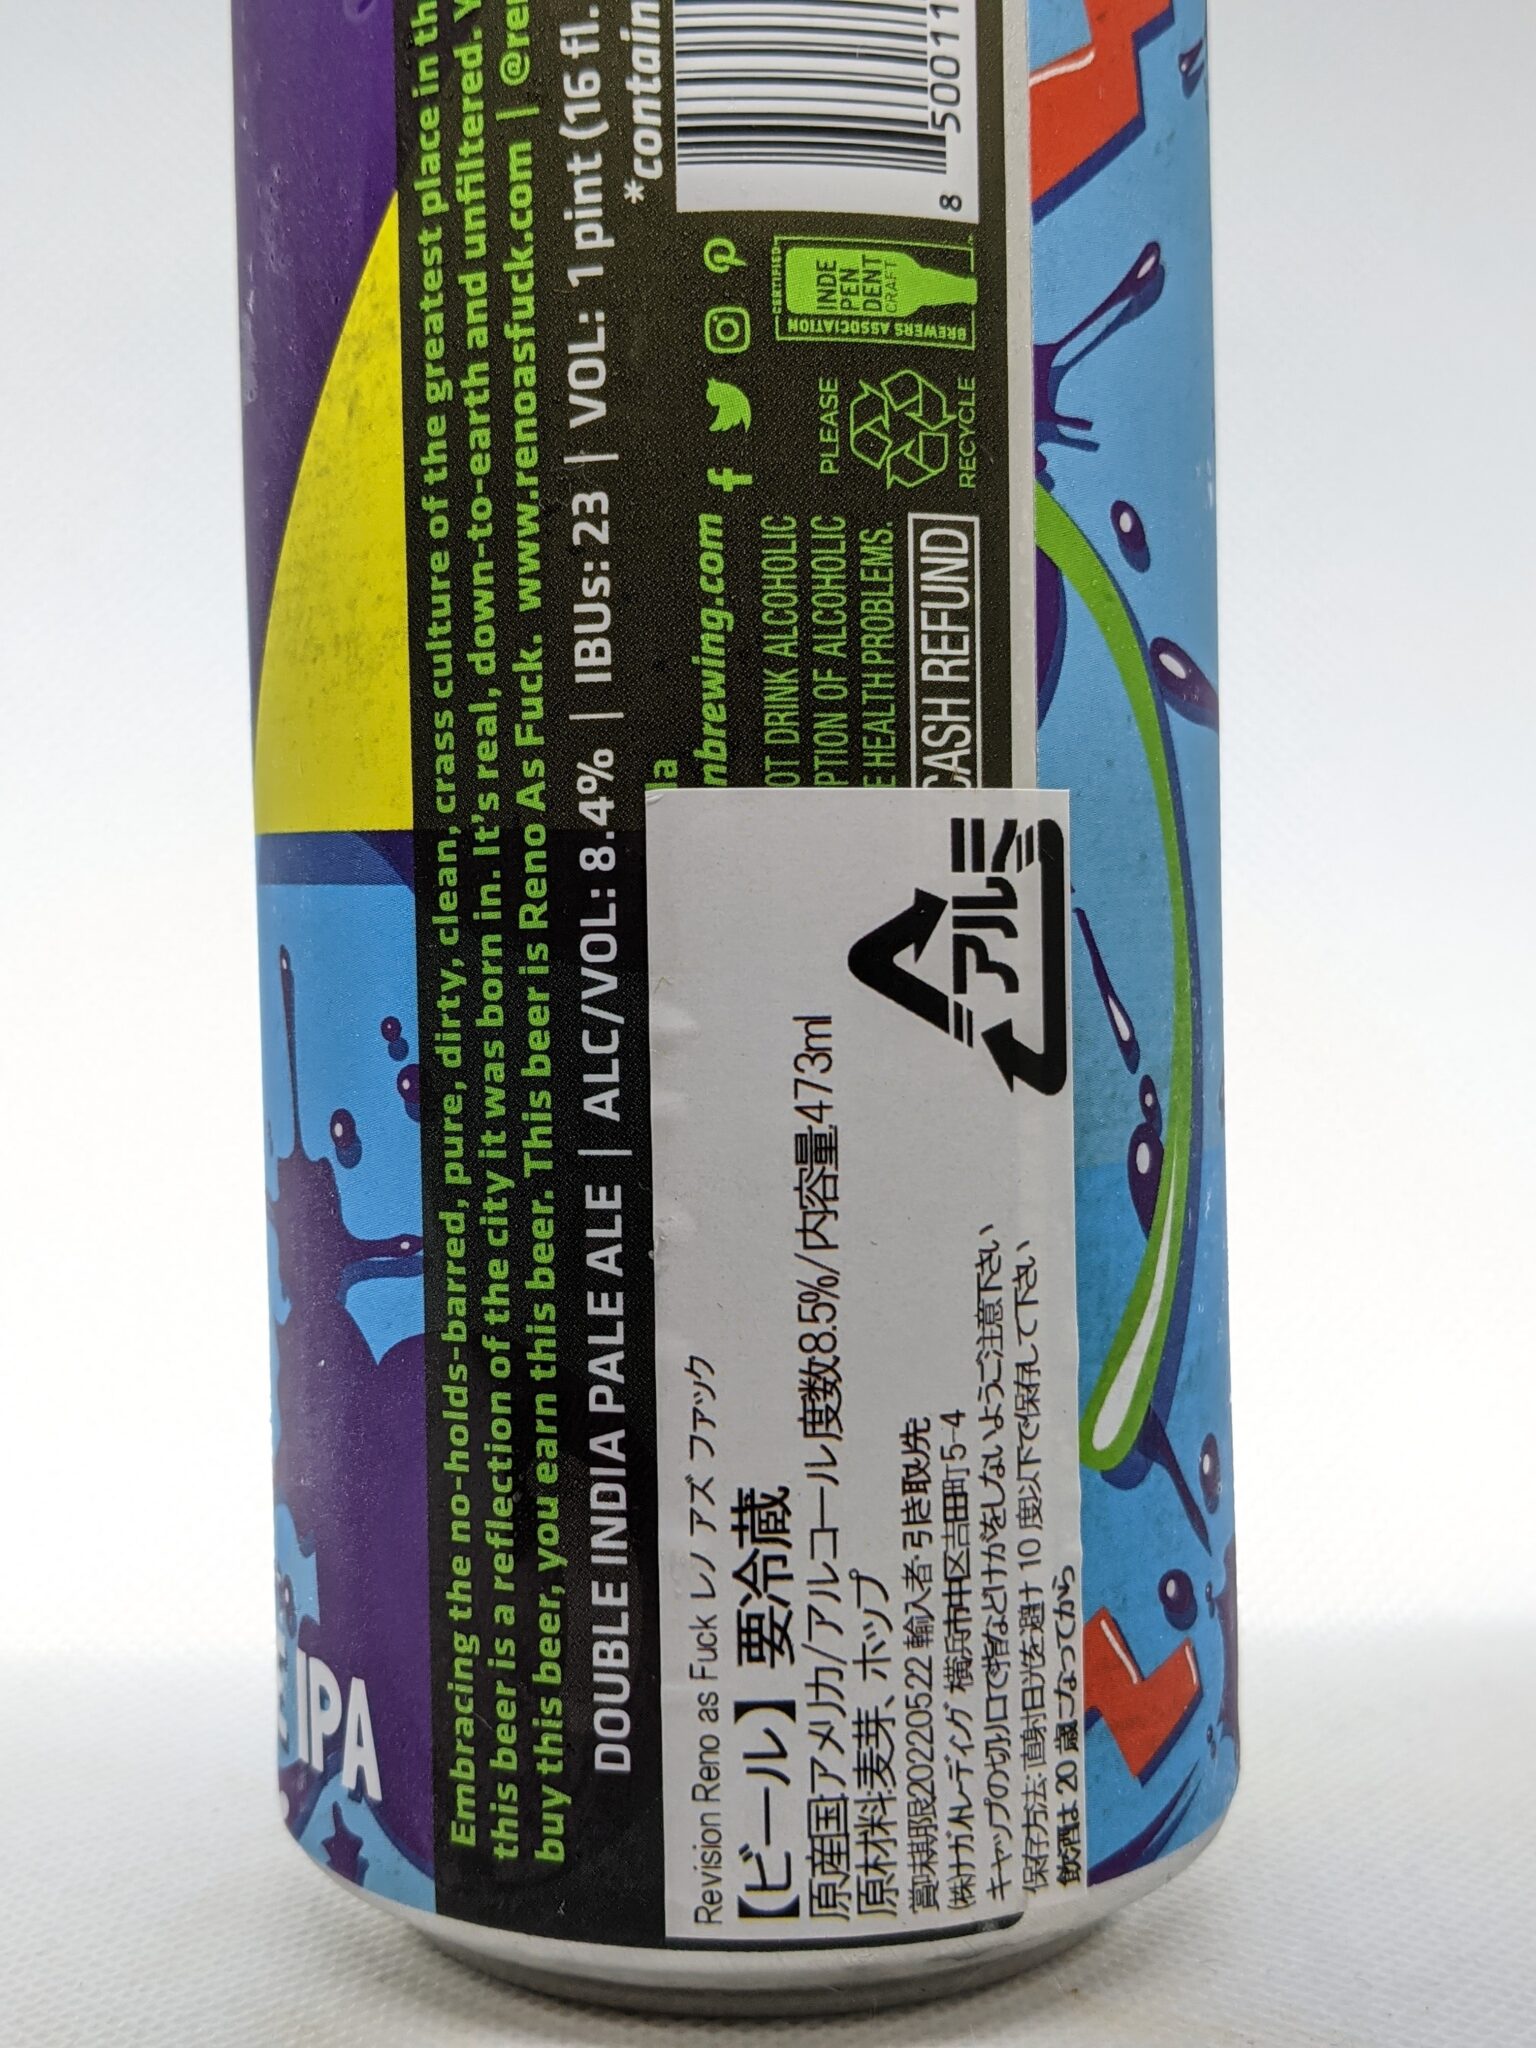 Embracing the no-holds-barred, pure, dirty, clean, crass culture of the greatest place in th
this beer is a reflection of the city it was born in. It's real, down-to-earth and unfiltered.
buy this beer, you earn this beer. This beer is Reno As Fuck. www.renoasfuck.com | @re
DOUBLE INDIA PALE ALE | ALC/VOL: 8.4% | IBUs: 23 | VOL: 1 pint (16 fl.
*contain
la
nbrewing.com
OT DRINK ALCOHOLIC
PTION OF ALCOHOLIC
E HEALTH PROBLEMS.
CASH REFUND
PLEASE
RECYCLE
CERTIFIED
INDE
PEN
DENT
CRAFT
BREWERS ASSOCIATION
8 50011
Revision Reno as Fuck レノ アズ ファック
【ビール】要冷蔵
原産国アメリカ/アルコール度数8.5%/内容量473ml
原材料:麦芽、ホップ
賞味期限20220522 輸入者・引き取り先
㈱ナガノトレーディング 横浜市中区吉田町5-4
キャップの切り口で指などけがをしないようご注意下さい
保存方法:直射日光を避け10度以下で保存して下さい
飲酒は20歳になってから
アルミ
IPA